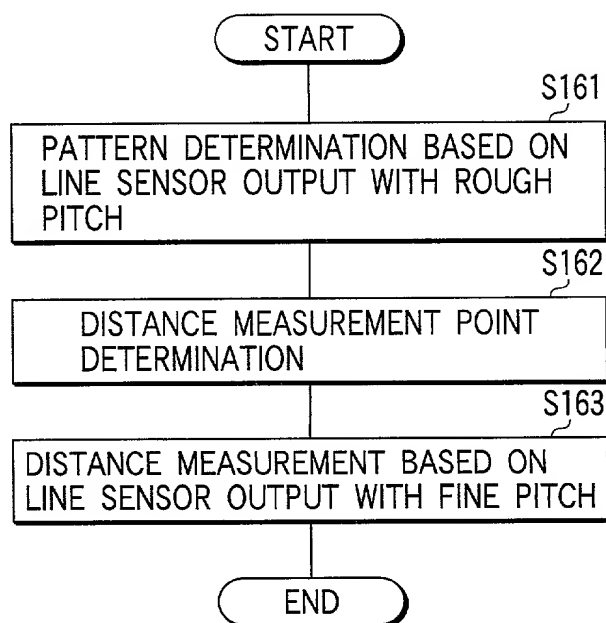 START
S161
PATTERN DETERMINATION BASED ON
LINE SENSOR OUTPUT WITH ROUGH
PITCH
S162
DISTANCE MEASUREMENT POINT
DETERMINATION
S163
DISTANCE MEASUREMENT BASED ON
LINE SENSOR OUTPUT WITH FINE PITCH
END